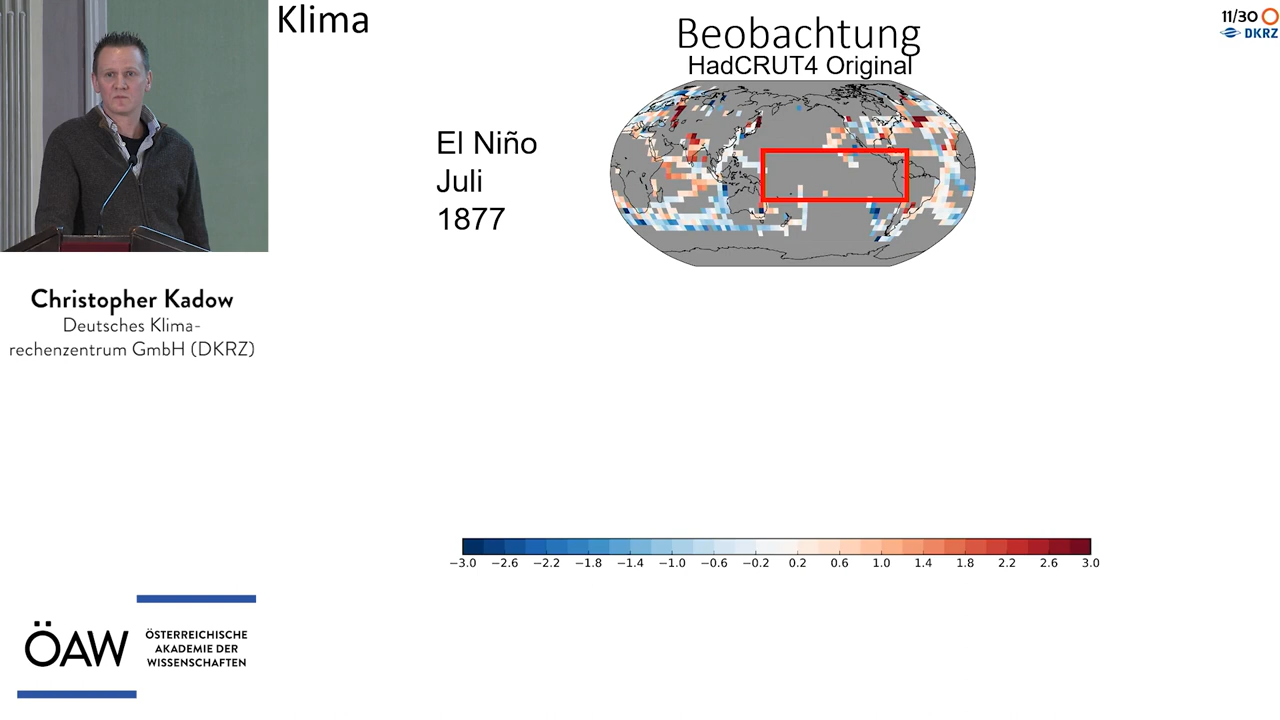 Klima
Beobachtung
HadCRUT4 Original
11/30
DKRZ
El Niño
Juli
1877
Christopher Kadow
Deutsches Klima-
rechenzentrum GmbH (DKRZ)
−3.0 −2.6 −2.2 −1.8 −1.4 −1.0 −0.6 −0.2 0.2 0.6 1.0 1.4 1.8 2.2 2.6 3.0
ÖAW
ÖSTERREICHISCHE
AKADEMIE DER
WISSENSCHAFTEN